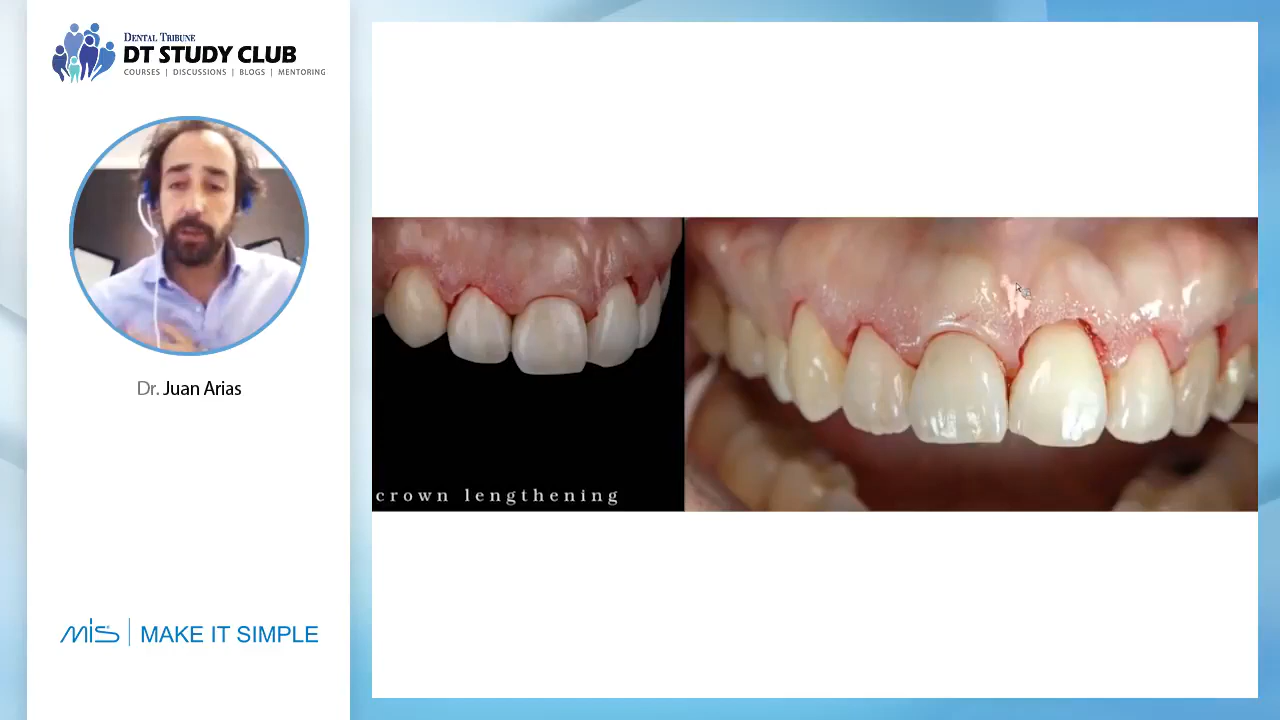 DENTAL TRIBUNE
DT STUDY CLUB
COURSES | DISCUSSIONS | BLOGS | MENTORING
Dr. Juan Arias
crown lengthening
mis | MAKE IT SIMPLE